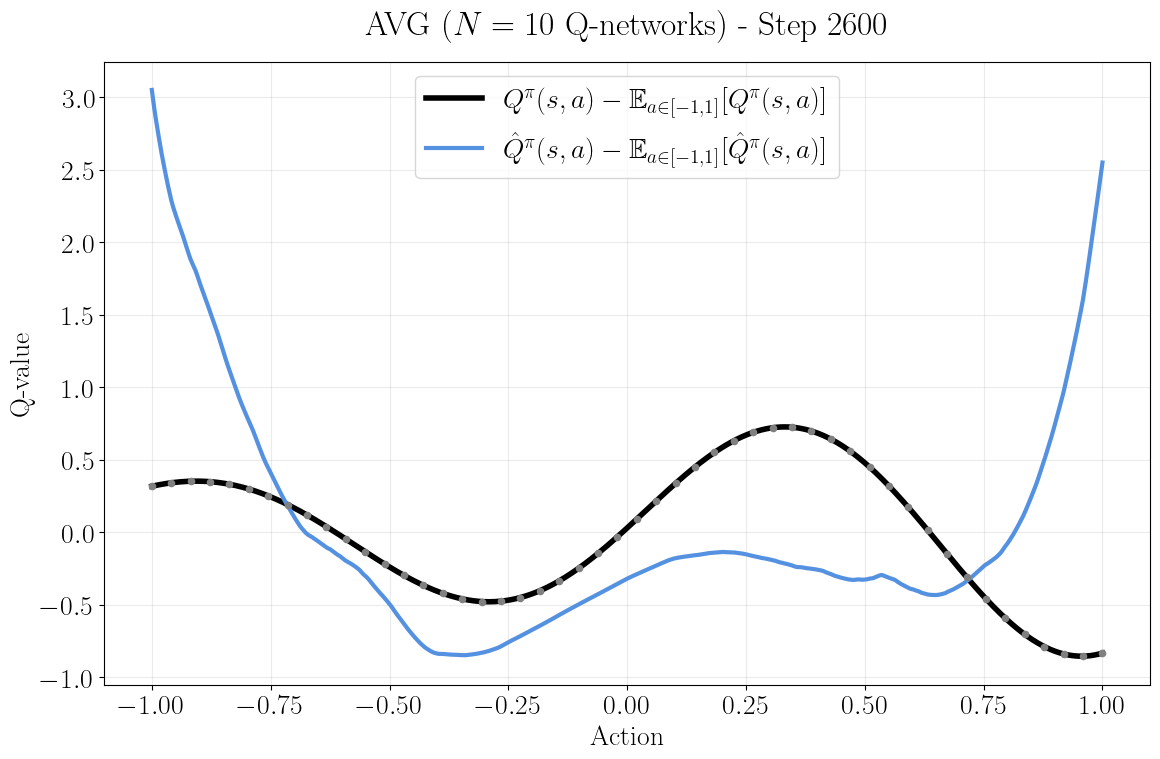 AVG (N = 10 Q-networks) - Step 2600
Q^π(s, a) − 𝔼_{a∈[−1,1]}[Q^π(s, a)]
Q̂^π(s, a) − 𝔼_{a∈[−1,1]}[Q̂^π(s, a)]
3.0
2.5
2.0
1.5
1.0
0.5
0.0
−0.5
−1.0
Q-value
−1.00 −0.75 −0.50 −0.25 0.00 0.25 0.50 0.75 1.00
Action